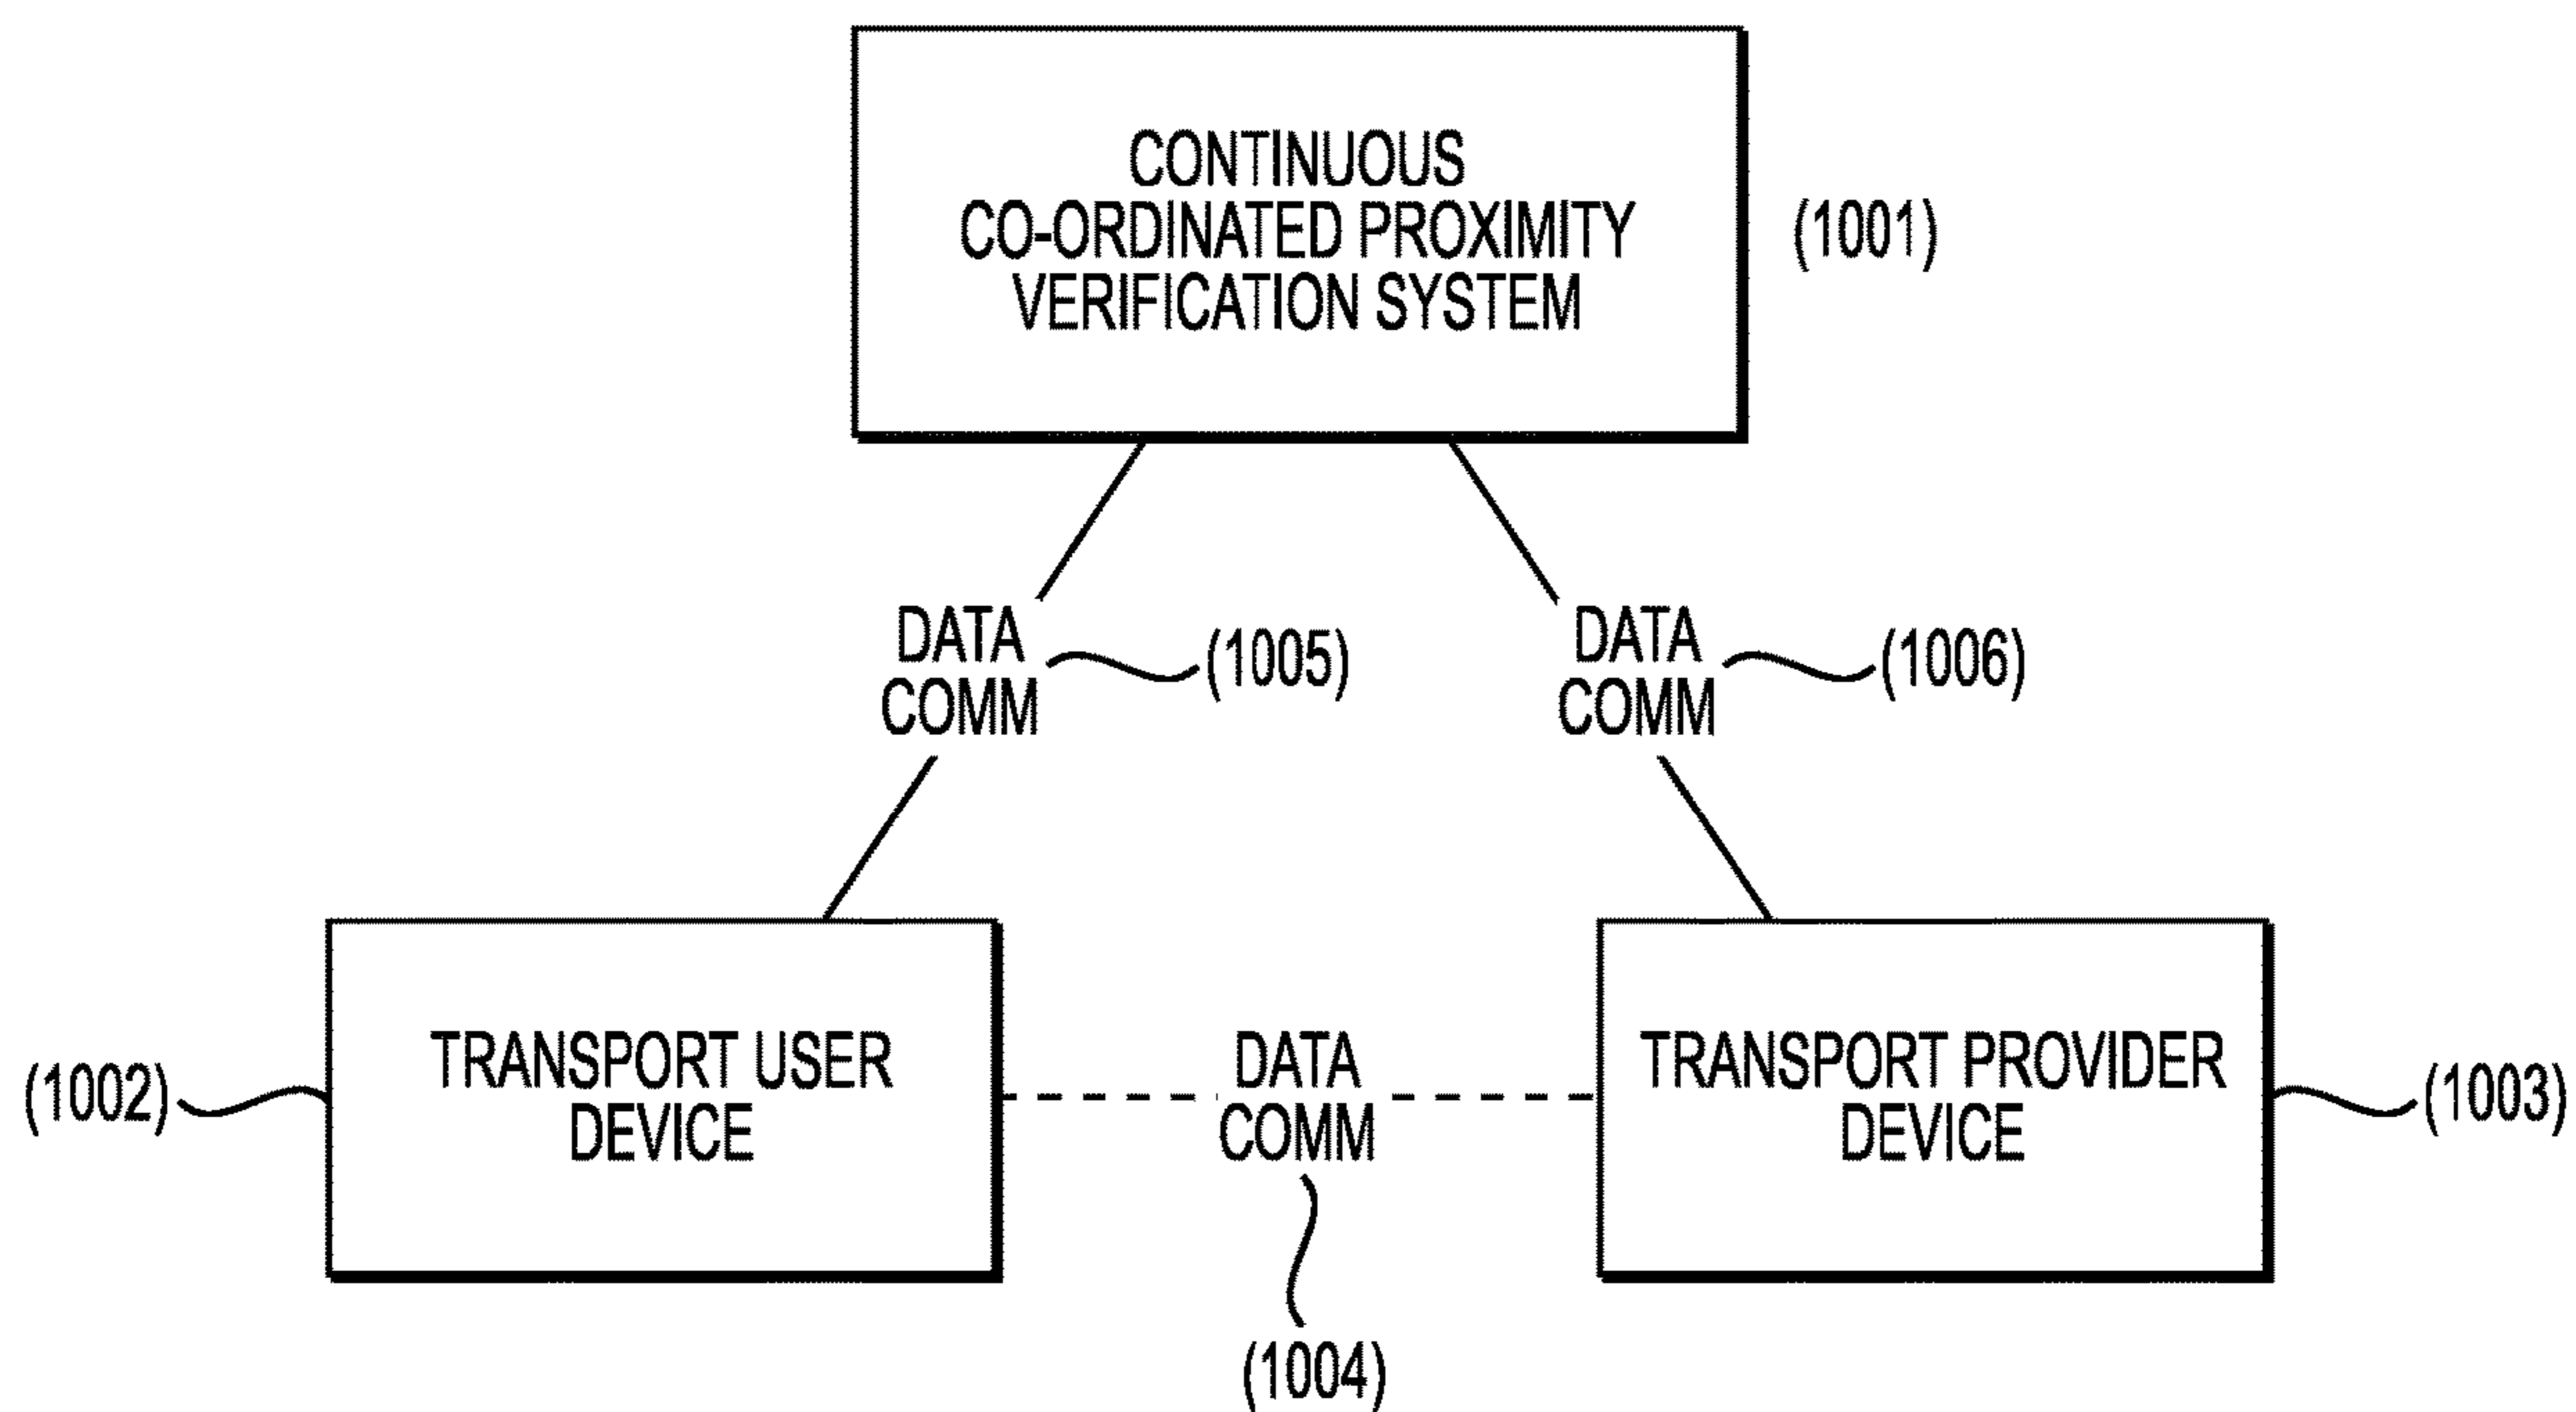 CONTINUOUS
CO-ORDINATED PROXIMITY
VERIFICATION SYSTEM
(1001)
DATA
COMM
(1005)
DATA
COMM
(1006)
(1002)
TRANSPORT USER
DEVICE
DATA
COMM
(1004)
TRANSPORT PROVIDER
DEVICE
(1003)